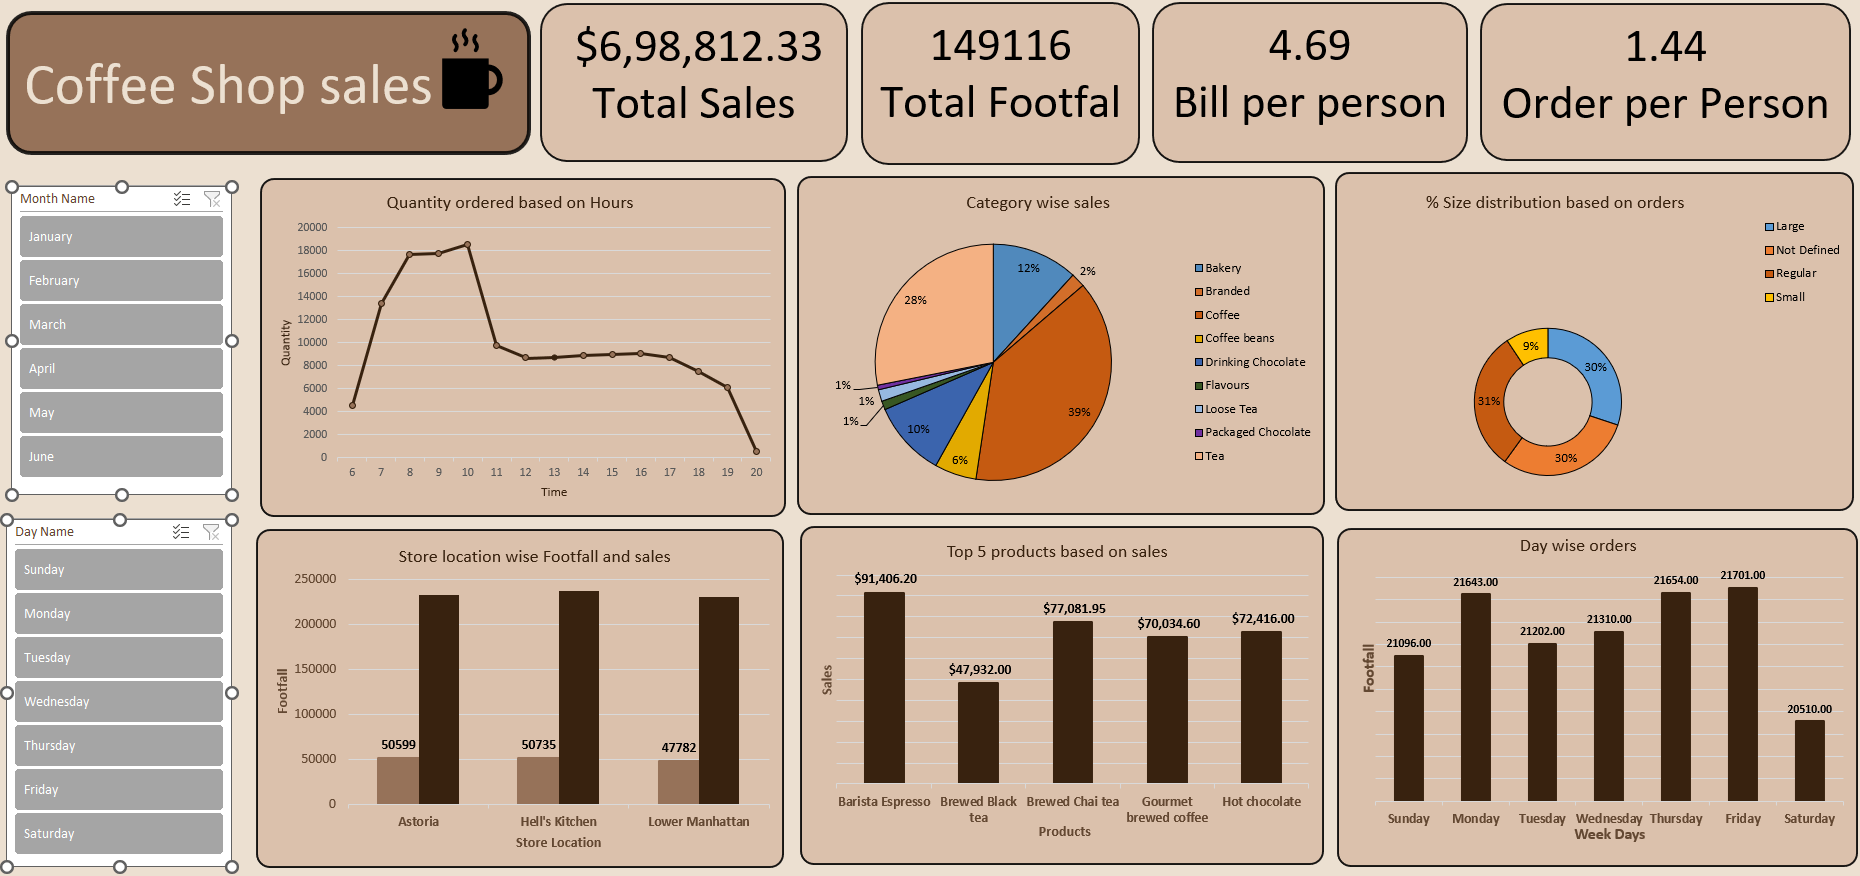 Coffee Shop sales
$6,98,812.33
Total Sales
149116
Total Footfal
4.69
Bill per person
1.44
Order per Person
Month Name
January
February
March
April
May
June
Day Name
Sunday
Monday
Tuesday
Wednesday
Thursday
Friday
Saturday
Quantity ordered based on Hours
Quantity
20000
18000
16000
14000
12000
10000
8000
6000
4000
2000
0
6 7 8 9 10 11 12 13 14 15 16 17 18 19 20
Time
Category wise sales
12%
2%
28%
39%
1%
1%
1%
10%
6%
Bakery
Branded
Coffee
Coffee beans
Drinking Chocolate
Flavours
Loose Tea
Packaged Chocolate
Tea
% Size distribution based on orders
Large
Not Defined
Regular
Small
9%
30%
31%
30%
Store location wise Footfall and sales
Footfall
250000
200000
150000
100000
50000
0
50599
50735
47782
Astoria Hell's Kitchen Lower Manhattan
Store Location
Top 5 products based on sales
Sales
$91,406.20
$47,932.00
$77,081.95
$70,034.60
$72,416.00
Barista Espresso Brewed Black Brewed Chai tea Gourmet Hot chocolate
tea brewed coffee
Products
Day wise orders
Footfall
21096.00
21643.00
21202.00
21310.00
21654.00
21701.00
20510.00
Sunday Monday Tuesday Wednesday Thursday Friday Saturday
Week Days